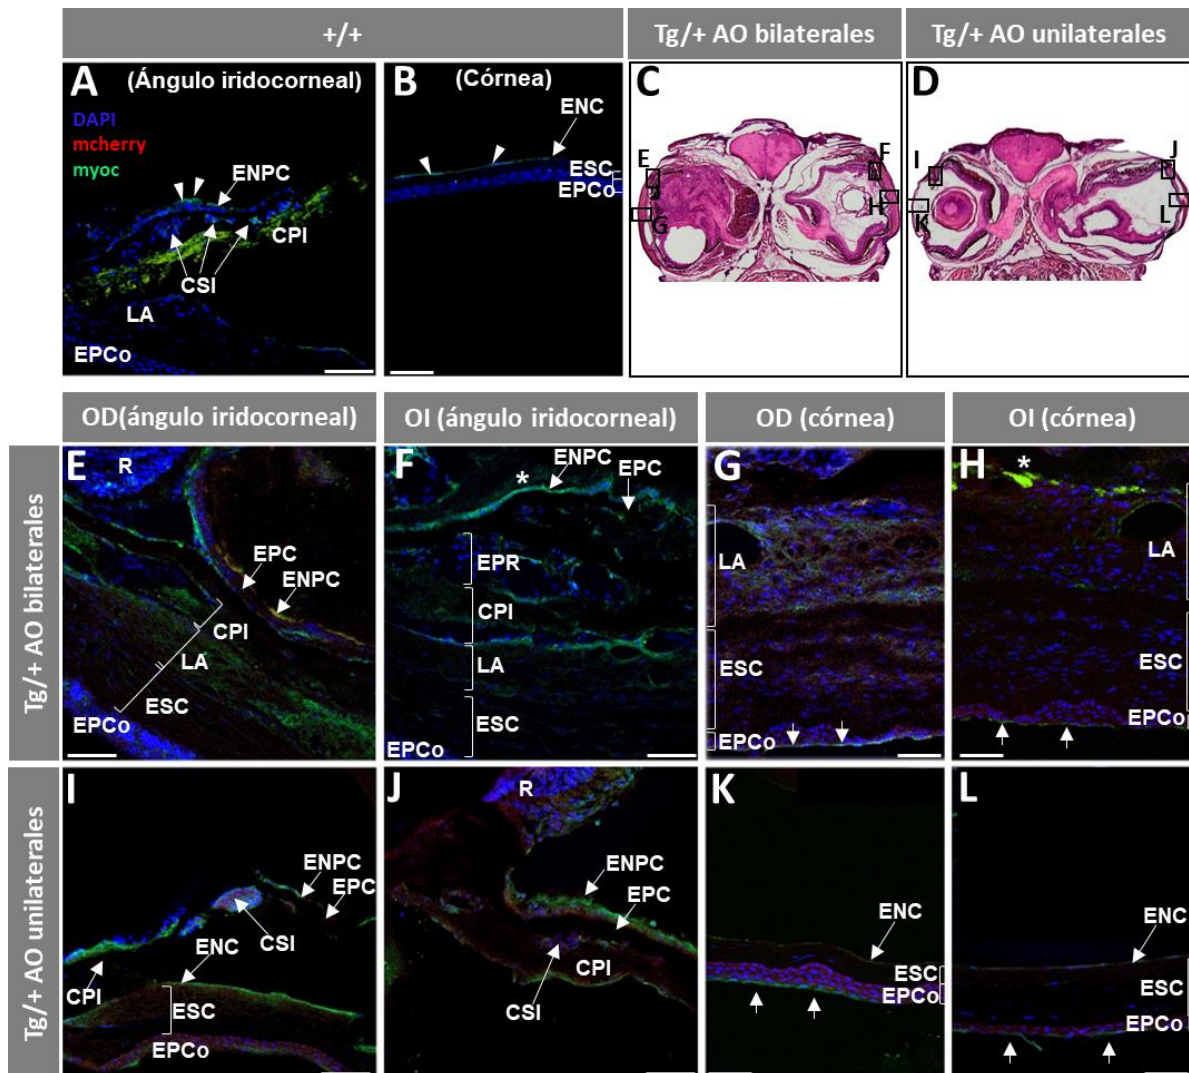 +/+
Tg/+ AO bilaterales
Tg/+ AO unilaterales
A
(Ángulo iridocorneal)
DAPI
mcherry
myoc
ENPC
CPI
CSI
LA
EPCo
B
(Córnea)
ENC
ESC
EPCo
C
E
F
G
H
D
I
J
K
L
OD(ángulo iridocorneal)
OI (ángulo iridocorneal)
OD (córnea)
OI (córnea)
Tg/+ AO bilaterales
E
R
EPC
ENPC
CPI
LA
ESC
EPCo
F
*
ENPC
EPC
EPR
CPI
LA
ESC
EPCo
G
LA
ESC
EPCo
H
*
LA
ESC
EPCo
Tg/+ AO unilaterales
I
ENPC
EPC
CSI
ENC
CPI
ESC
EPCo
J
R
ENPC
EPC
CPI
CSI
K
ENC
ESC
EPCo
L
ENC
ESC
EPCo